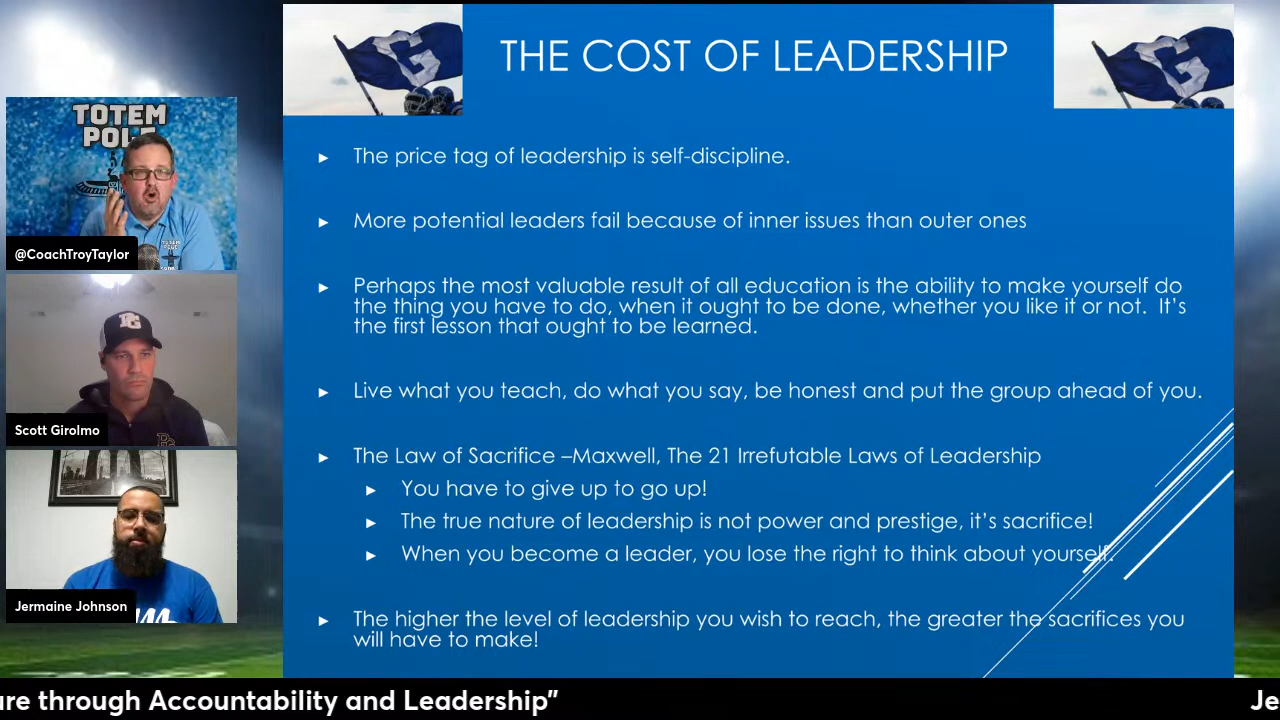 THE COST OF LEADERSHIP
The price tag of leadership is self-discipline.
More potential leaders fail because of inner issues than outer ones
Perhaps the most valuable result of all education is the ability to make yourself do
the thing you have to do, when it ought to be done, whether you like it or not.  It's
the first lesson that ought to be learned.
Live what you teach, do what you say, be honest and put the group ahead of you.
The Law of Sacrifice –Maxwell, The 21 Irrefutable Laws of Leadership
You have to give up to go up!
The true nature of leadership is not power and prestige, it's sacrifice!
When you become a leader, you lose the right to think about yourself.
The higher the level of leadership you wish to reach, the greater the sacrifices you
will have to make!
G
G
TOTEM
POLE
@CoachTroyTaylor
Scott Girolmo
Jermaine Johnson
ure through Accountability and Leadership”
Je